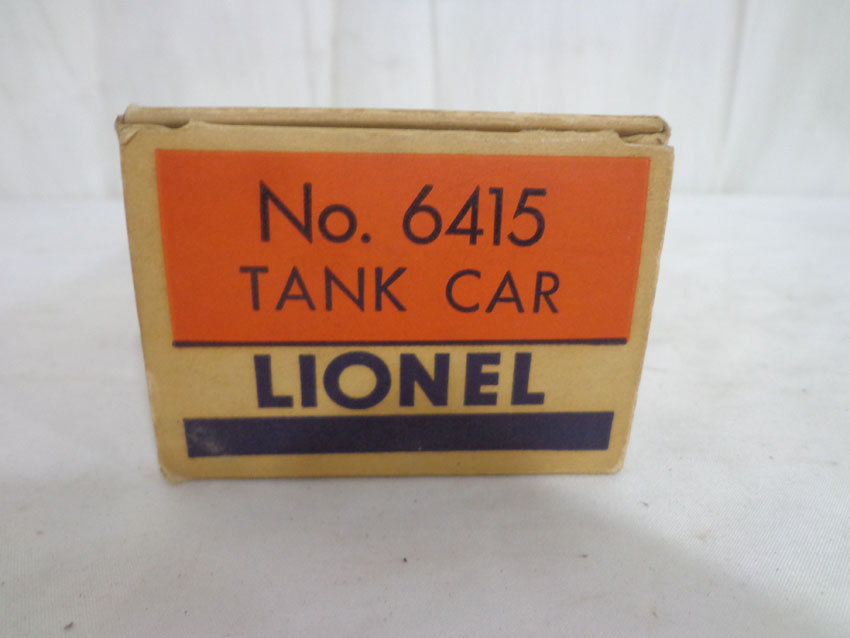 No. 6415
TANK CAR
LIONEL